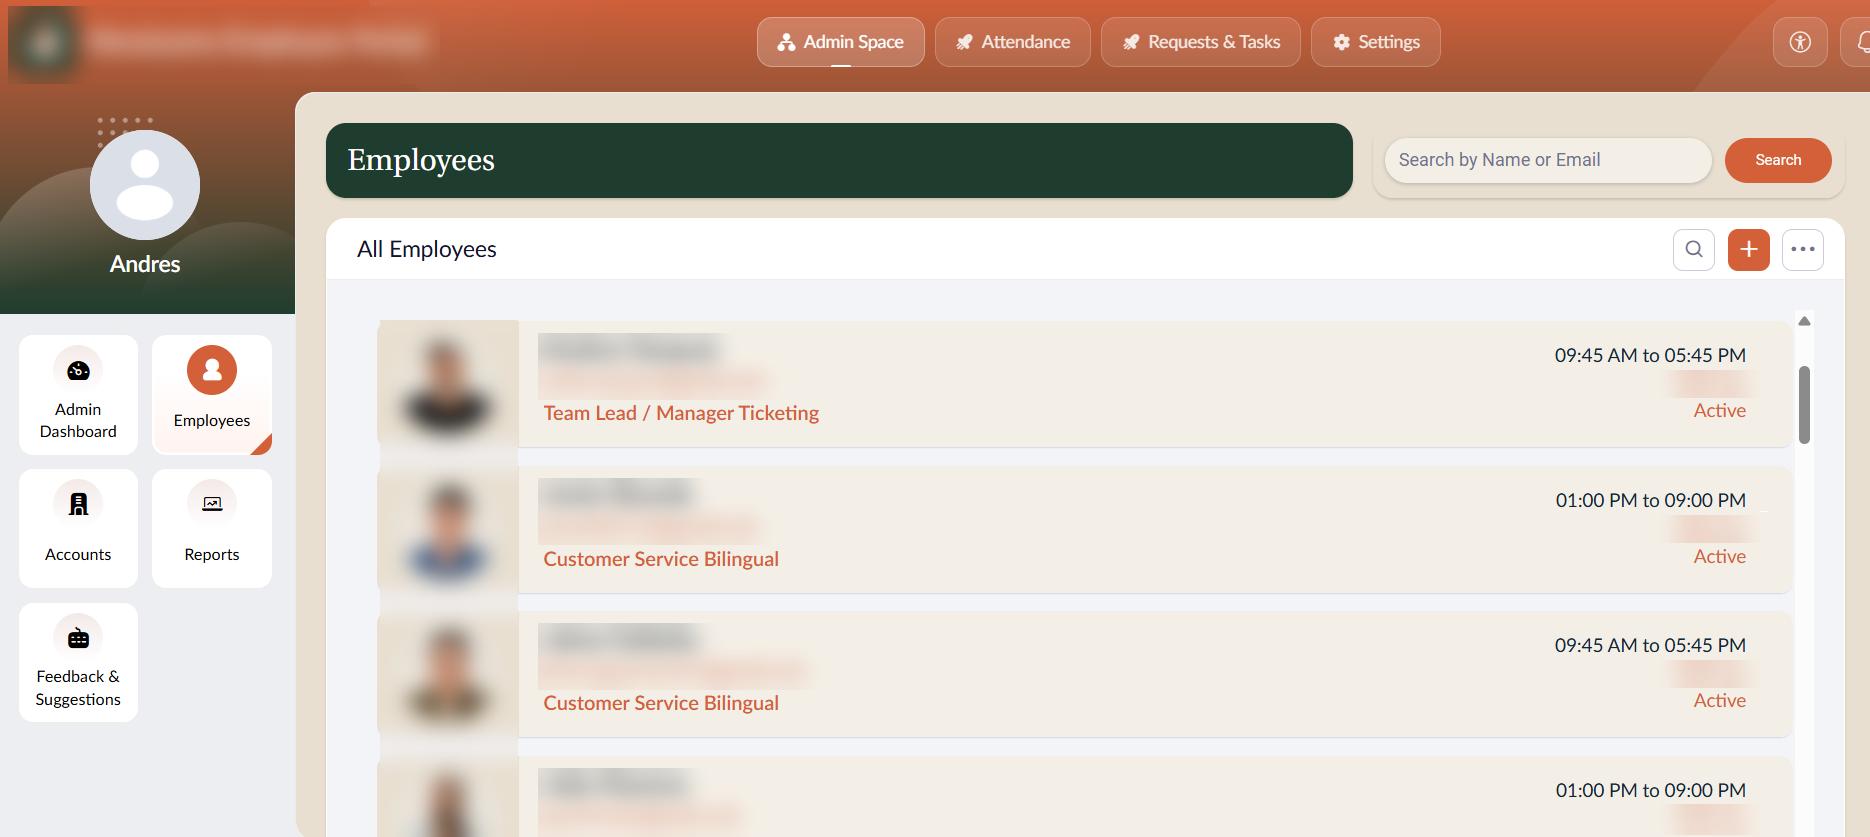 Admin Space
Attendance
Requests & Tasks
Settings
Andres
Admin
Dashboard
Employees
Accounts
Reports
Feedback &
Suggestions
Employees
Search by Name or Email
Search
All Employees
09:45 AM to 05:45 PM
Team Lead / Manager Ticketing
Active
01:00 PM to 09:00 PM
Customer Service Bilingual
Active
09:45 AM to 05:45 PM
Customer Service Bilingual
Active
01:00 PM to 09:00 PM